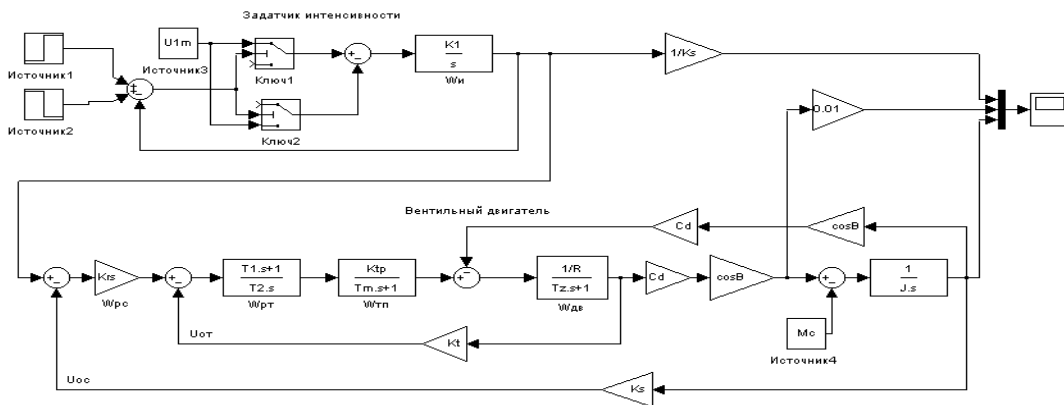 Задатчик интенсивности
Источник1
Источник2
U1m
Источник3
Ключ1
Ключ2
K1
s
Wи
1/Ks
0.01
Вентильный двигатель
Cd
cosB
Krs
Wрс
T1.s+1
T2.s
Wрт
Ktp
Tm.s+1
Wтп
1/R
Tz.s+1
Wдв
Cd
cosB
1
J.s
Mc
Источник4
Uот
Kt
Uос
Ks